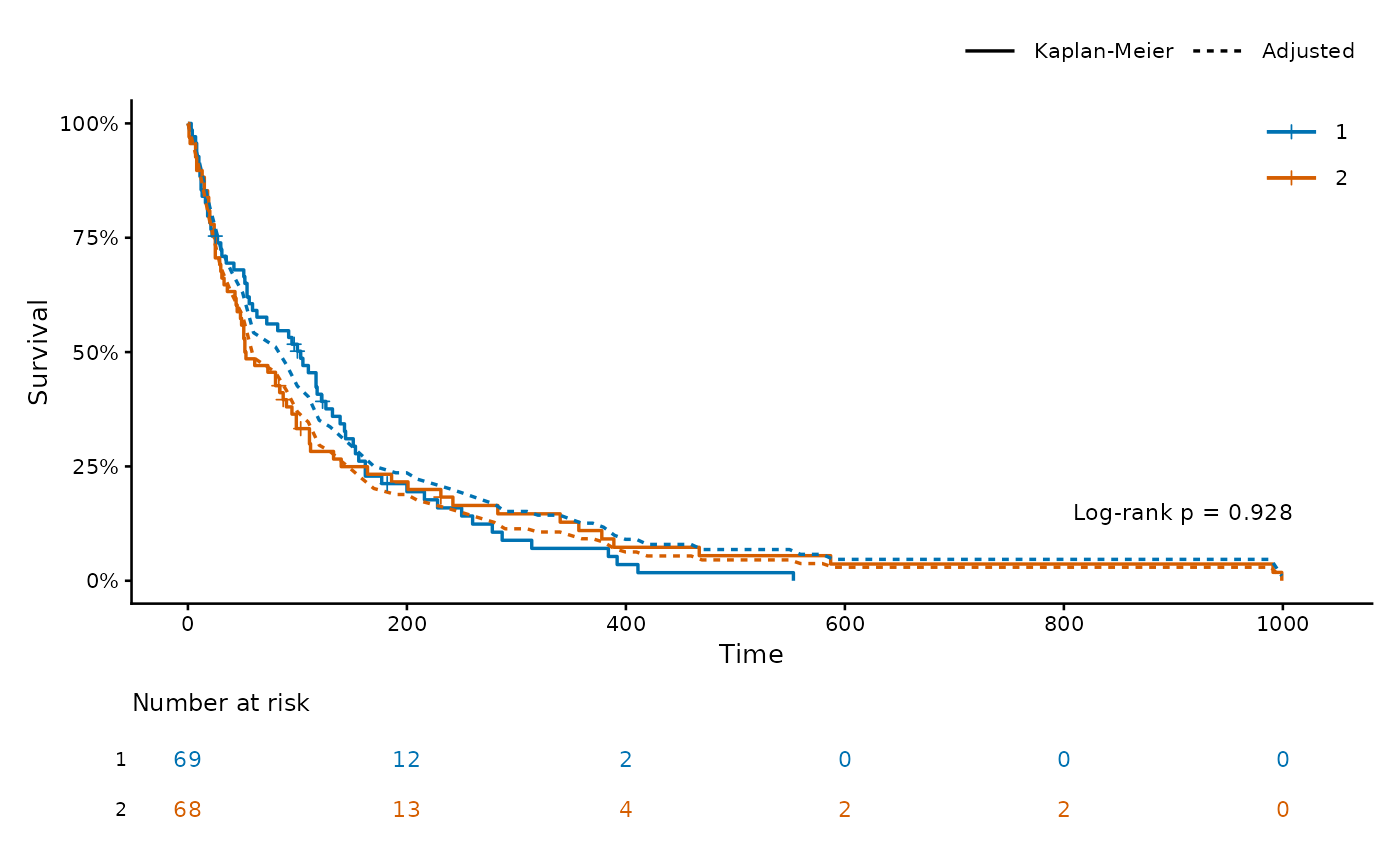 Kaplan-Meier Adjusted
1
2
100%
75%
50%
25%
0%
Survival
Log-rank p = 0.928
0 200 400 600 800 1000
Time
Number at risk
1 69 12 2 0 0 0
2 68 13 4 2 2 0